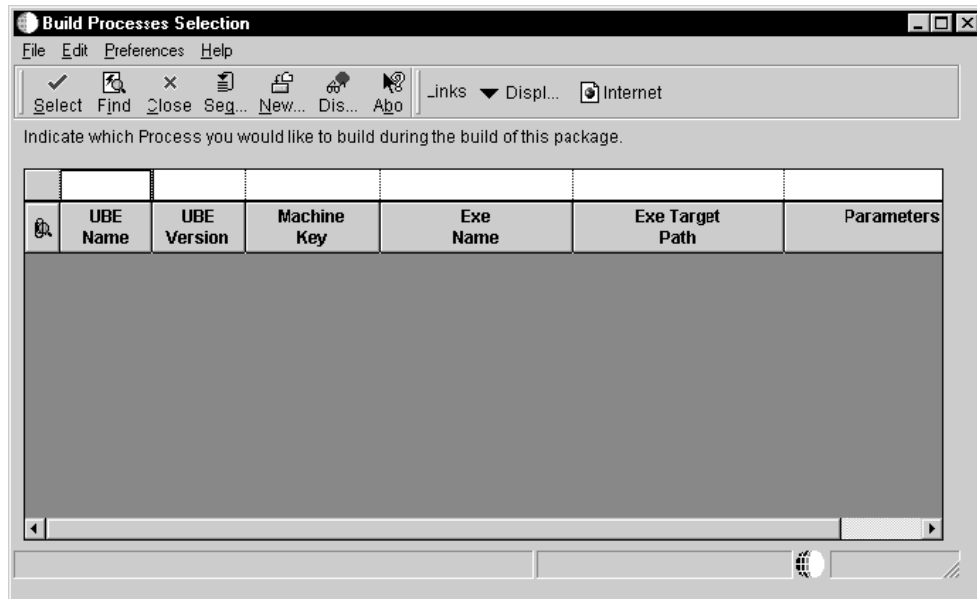 Build Processes Selection
File Edit Preferences Help
Select Find Close Seq... New... Dis... Abo Links Displ... Internet
Indicate which Process you would like to build during the build of this package.
UBE Name UBE Version Machine Key Exe Name Exe Target Path Parameters